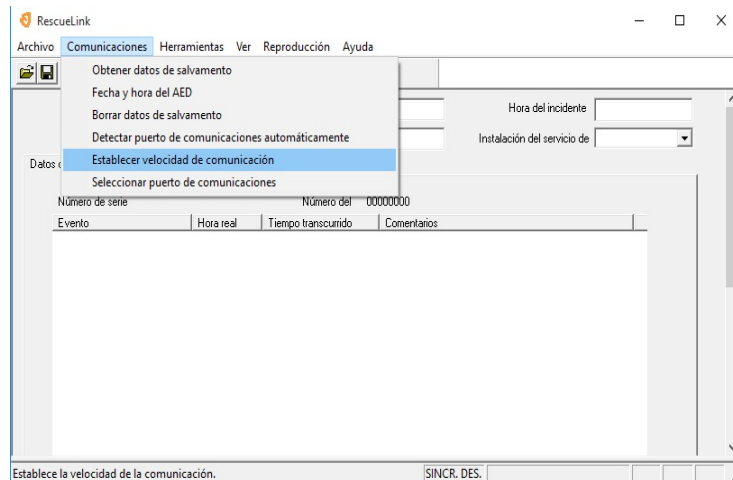 RescueLink
Archivo Comunicaciones Herramientas Ver Reproducción Ayuda
Obtener datos de salvamento
Fecha y hora del AED
Borrar datos de salvamento
Detectar puerto de comunicaciones automáticamente
Establecer velocidad de comunicación
Seleccionar puerto de comunicaciones
Hora del incidente
Instalación del servicio de
Datos
Número de serie Número del 00000000
Evento Hora real Tiempo transcurrido Comentarios
Establece la velocidad de la comunicación. SINCR. DES.